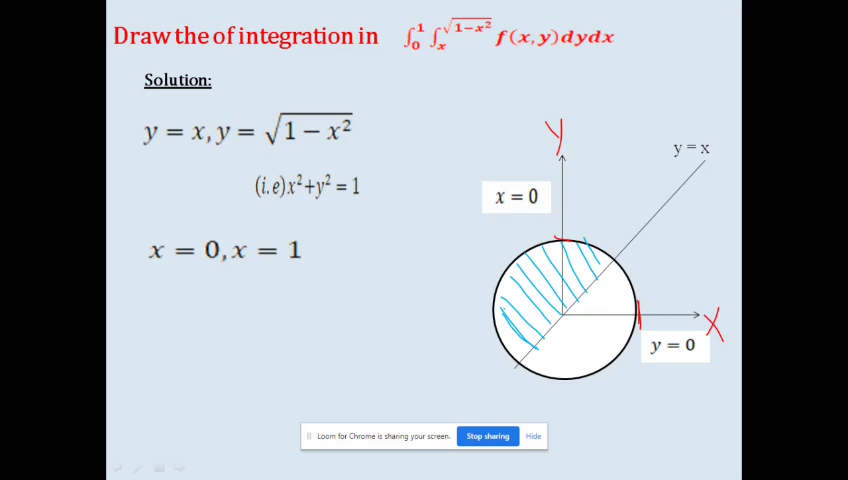 Draw the of integration in ∫₀¹ ∫ₓ^√(1−x²) f(x,y)dydx
Solution:
y = x, y = √(1 − x²)
(i.e)x²+y² = 1
x = 0, x = 1
Y
y = x
x = 0
X
y = 0
Loom for Chrome is sharing your screen. Stop sharing Hide